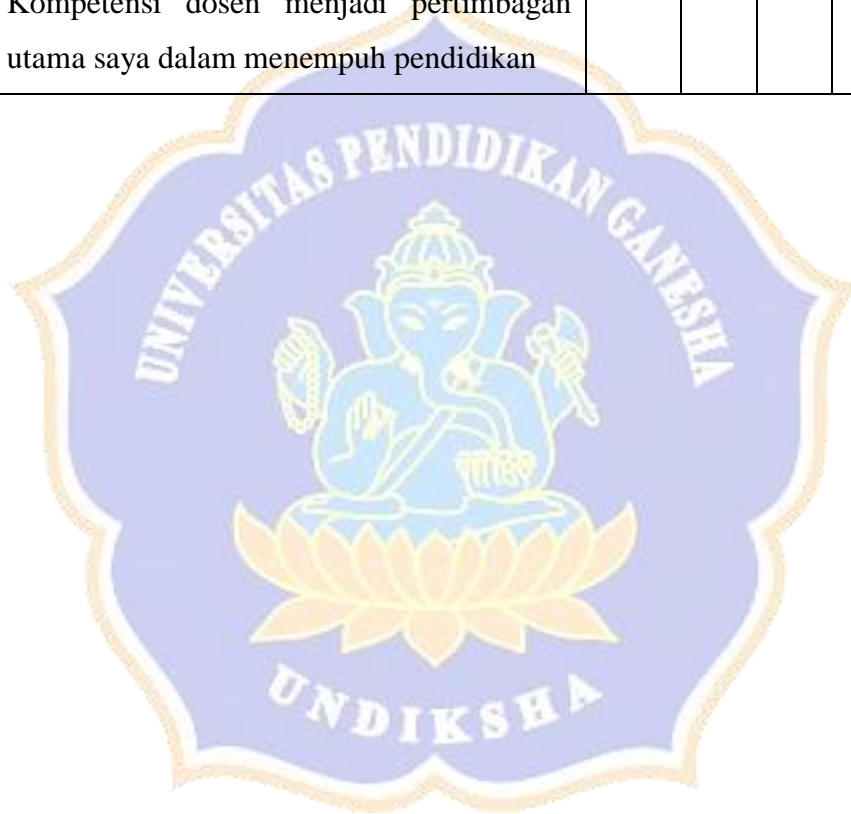 Kompetensi dosen menjadi pertimbagan
utama saya dalam menempuh pendidikan
UNIVERSITAS PENDIDIKAN GANESHA
UNDIKSHA